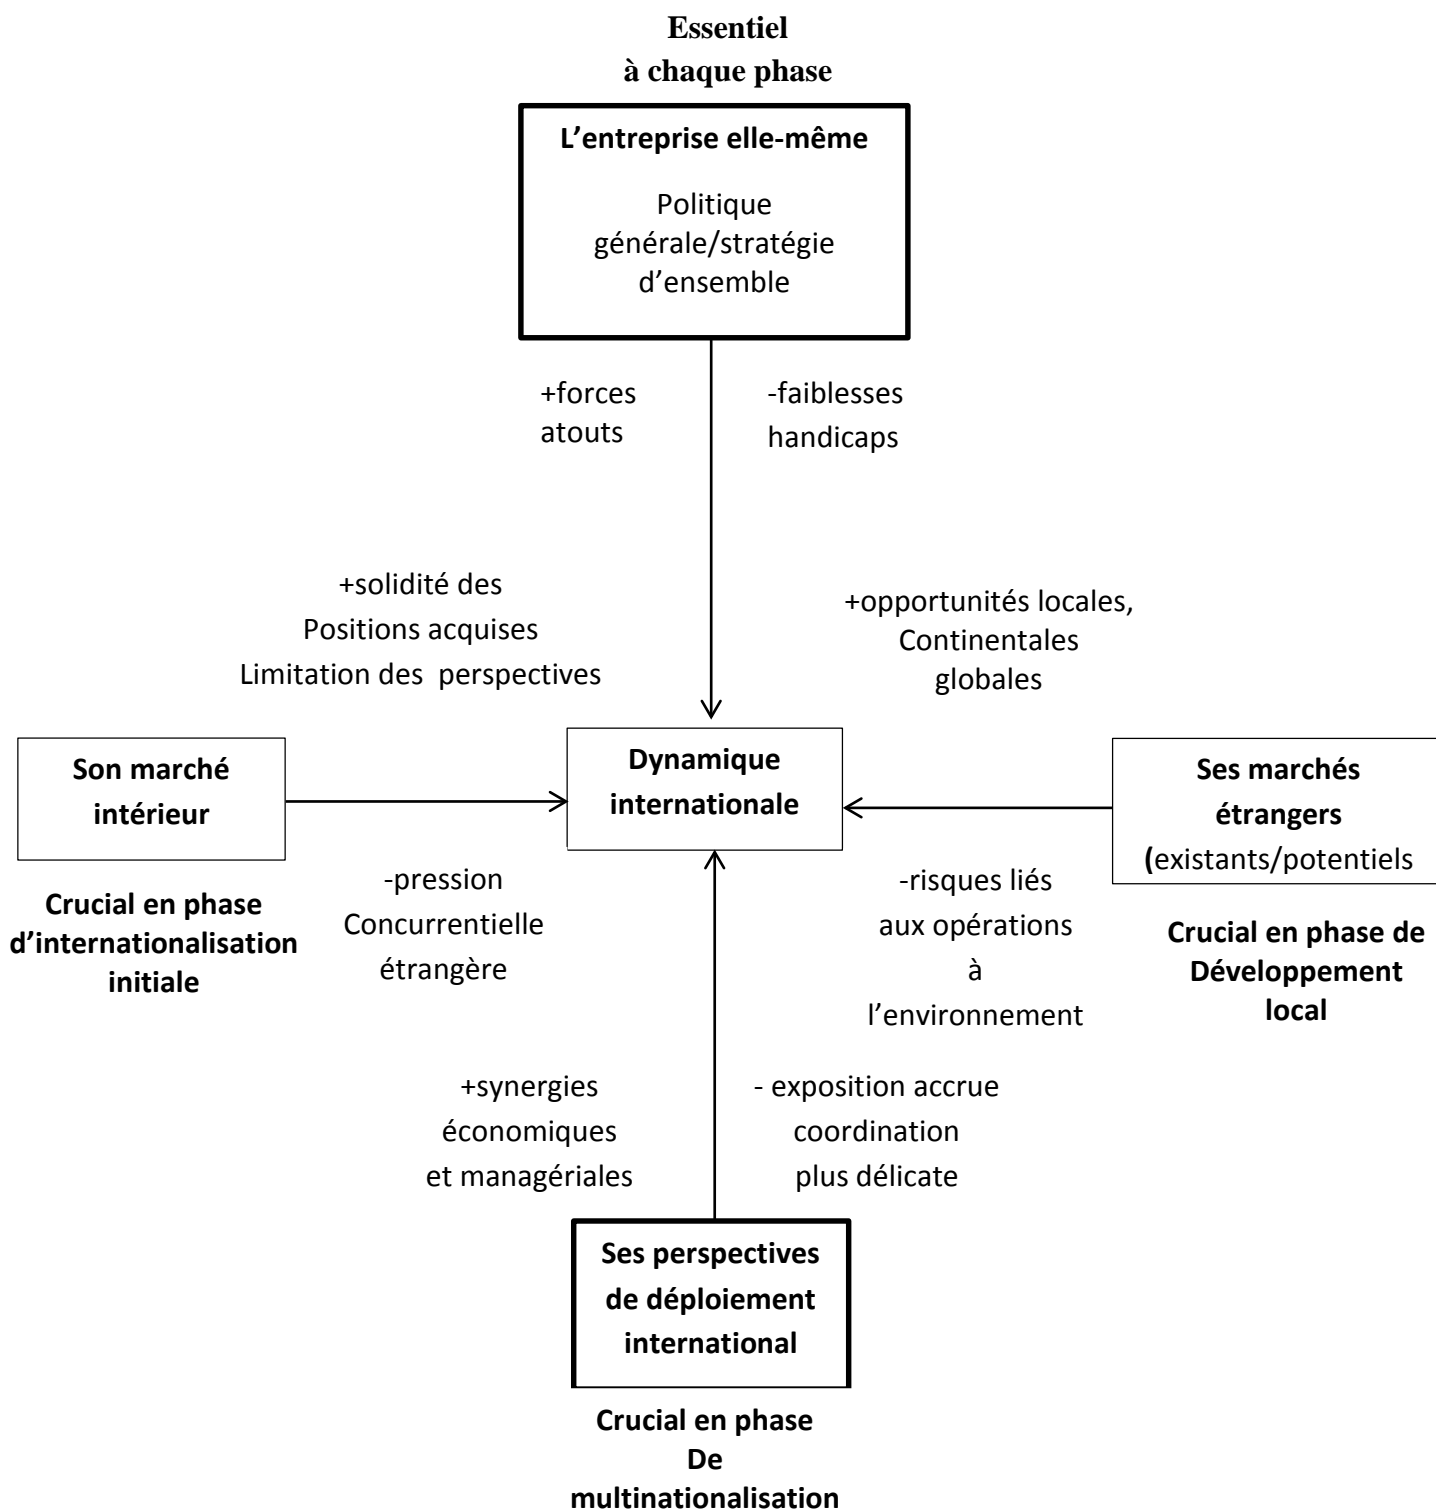 Essentiel
à chaque phase
L’entreprise elle-même
Politique
générale/stratégie
d’ensemble
+forces
atouts
-faiblesses
handicaps
+solidité des
Positions acquises
Limitation des perspectives
+opportunités locales,
Continentales
globales
Son marché
intérieur
Dynamique
internationale
Ses marchés
étrangers
(existants/potentiels
Crucial en phase
d’internationalisation
initiale
-pression
Concurrentielle
étrangère
-risques liés
aux opérations
à
l’environnement
Crucial en phase de
Développement
local
+synergies
économiques
et managériales
- exposition accrue
coordination
plus délicate
Ses perspectives
de déploiement
international
Crucial en phase
De
multinationalisation